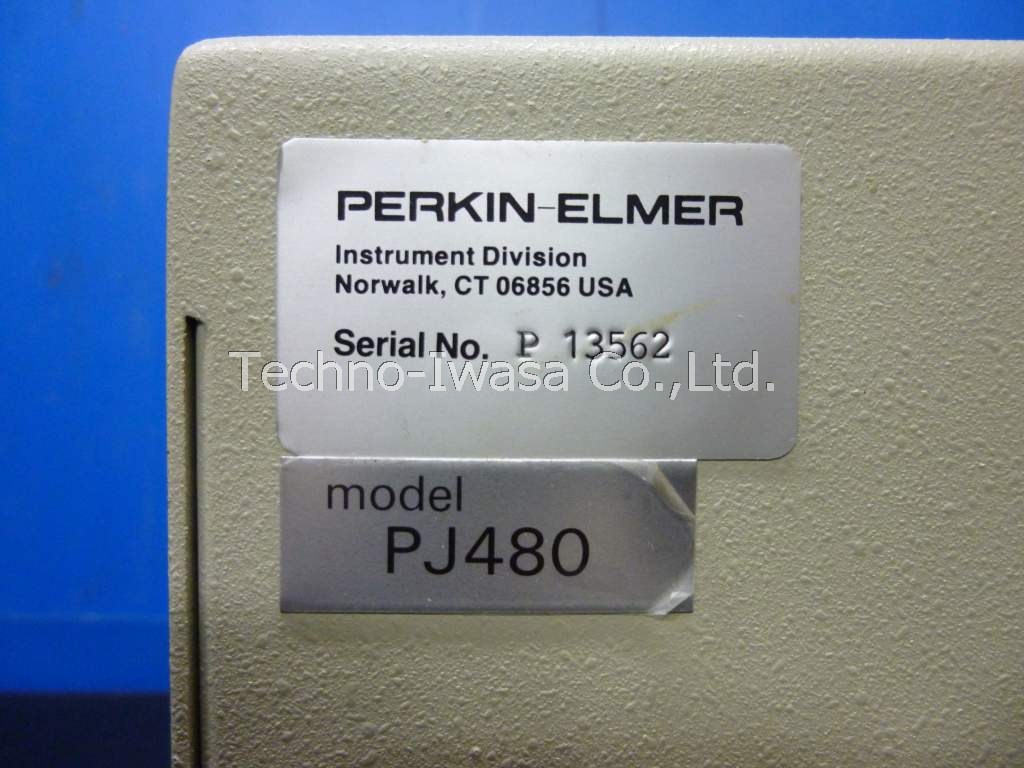 PERKIN-ELMER
Instrument Division
Norwalk, CT 06856 USA
Serial No. P 13562
Techno-Iwasa Co.,Ltd.
model
PJ480